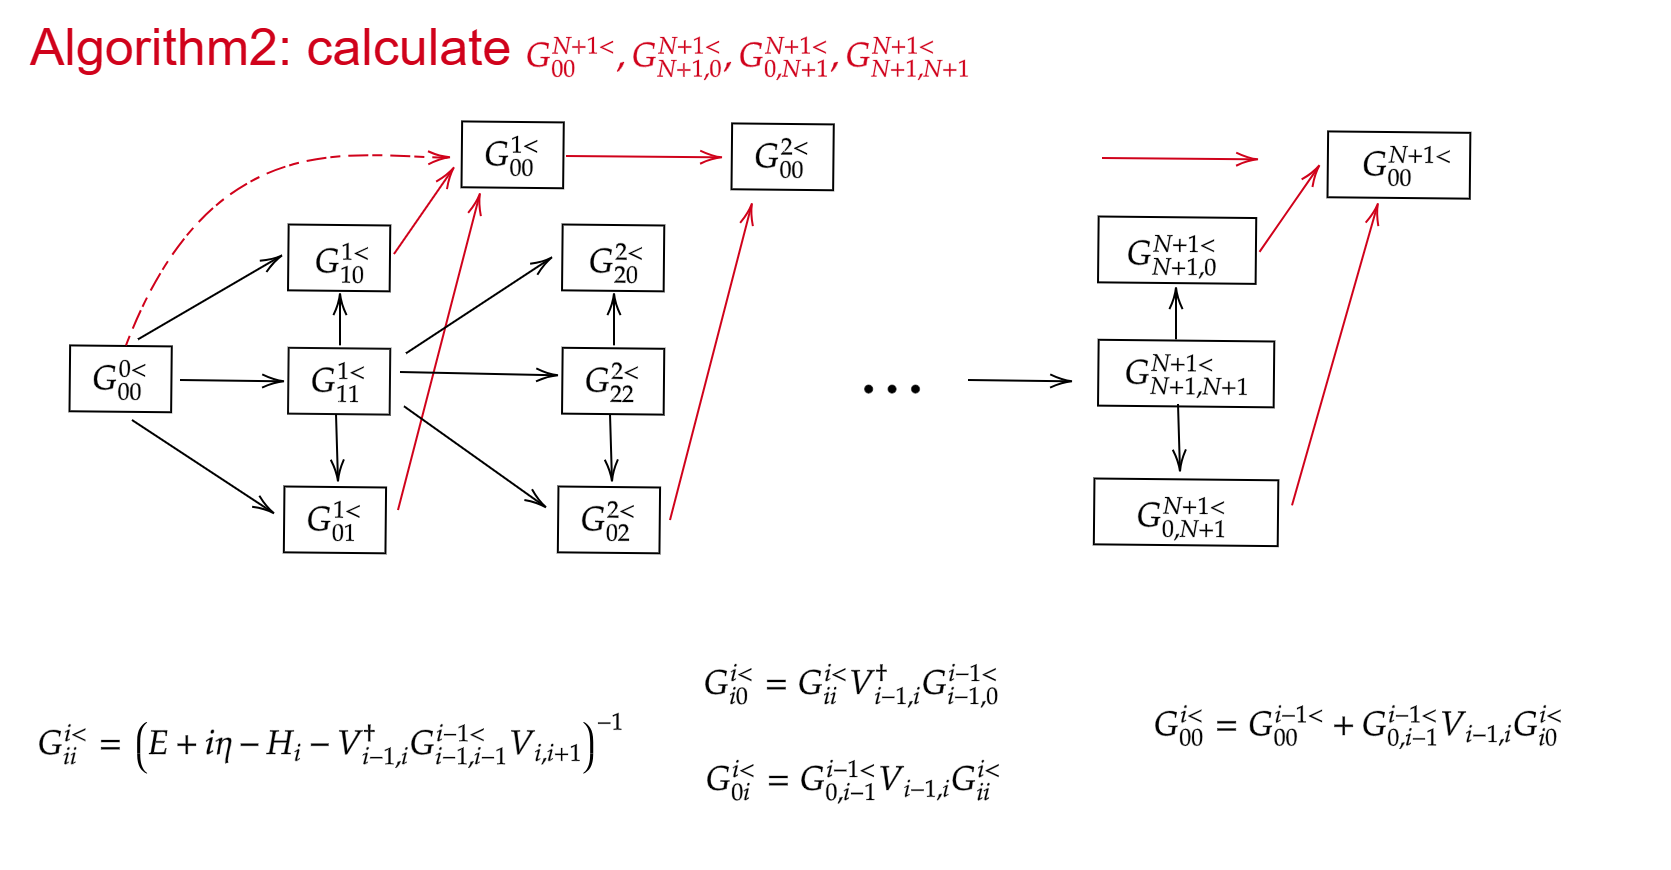 Algorithm2: calculate $G_{00}^{N+1<}, G_{N+1,0}^{N+1<}, G_{0,N+1}^{N+1<}, G_{N+1,N+1}^{N+1<}$
$G_{00}^{1<}$ $G_{00}^{2<}$ $G_{00}^{N+1<}$
$G_{10}^{1<}$ $G_{20}^{2<}$ $G_{N+1,0}^{N+1<}$
$G_{00}^{0<}$ $G_{11}^{1<}$ $G_{22}^{2<}$ ... $G_{N+1,N+1}^{N+1<}$
$G_{01}^{1<}$ $G_{02}^{2<}$ $G_{0,N+1}^{N+1<}$
$G_{ii}^{i<} = \left(E + i\eta - H_i - V_{i-1,i}^{\dagger} G_{i-1,i-1}^{i-1<} V_{i,i+1}\right)^{-1}$
$G_{i0}^{i<} = G_{ii}^{i<} V_{i-1,i}^{\dagger} G_{i-1,0}^{i-1<}$
$G_{0i}^{i<} = G_{0,i-1}^{i-1<} V_{i-1,i} G_{ii}^{i<}$
$G_{00}^{i<} = G_{00}^{i-1<} + G_{0,i-1}^{i-1<} V_{i-1,i} G_{i0}^{i<}$